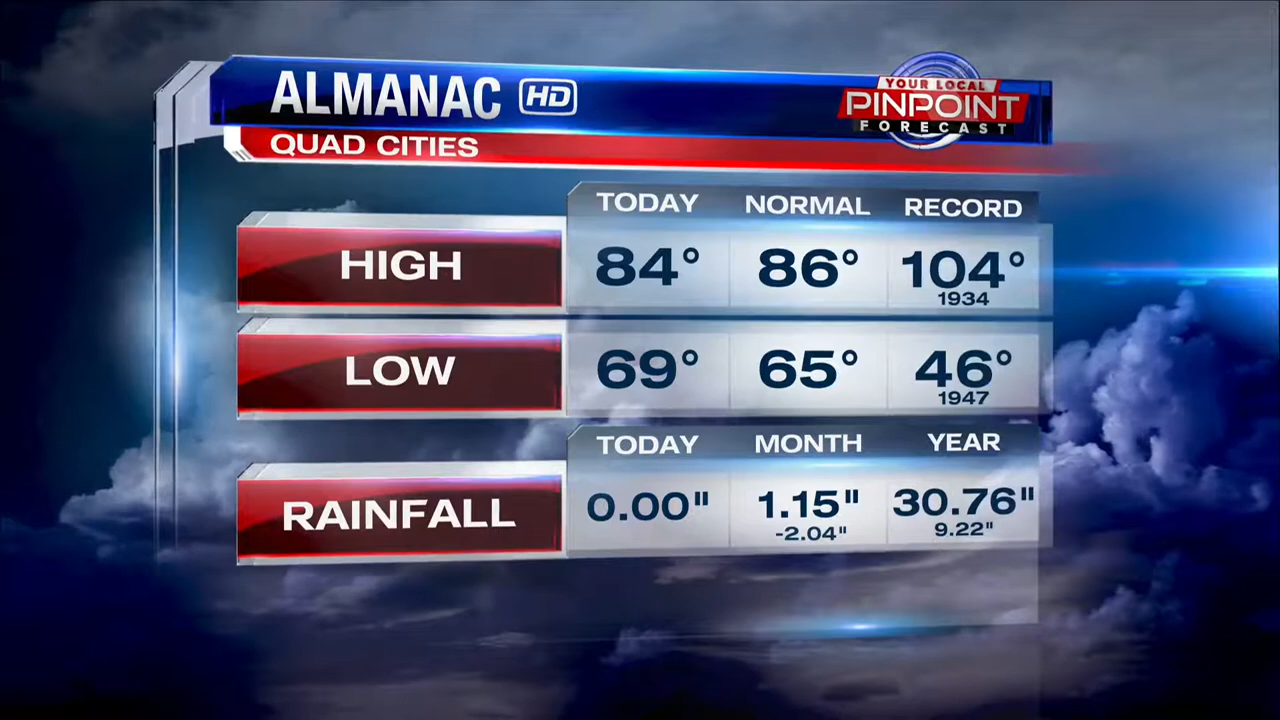 ALMANAC HD
YOUR LOCAL
PINPOINT
FORECAST
QUAD CITIES
TODAY NORMAL RECORD
HIGH 84° 86° 104°
1934
LOW 69° 65° 46°
1947
TODAY MONTH YEAR
RAINFALL 0.00" 1.15" 30.76"
-2.04" 9.22"